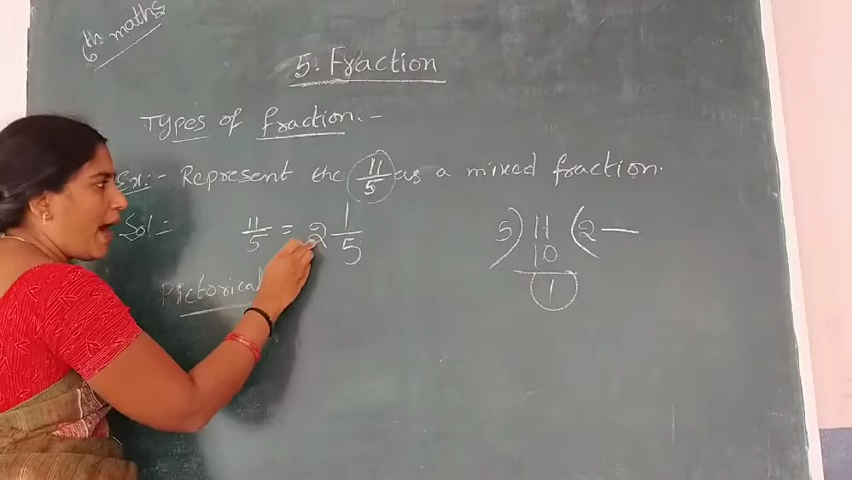 6th maths
5. Fraction
Types of fraction:-
Ex:- Represent the 11/5 as a mixed fraction.
Sol:- 11/5 = 2 1/5
5) 11 (2 —
10
1
Pictorical